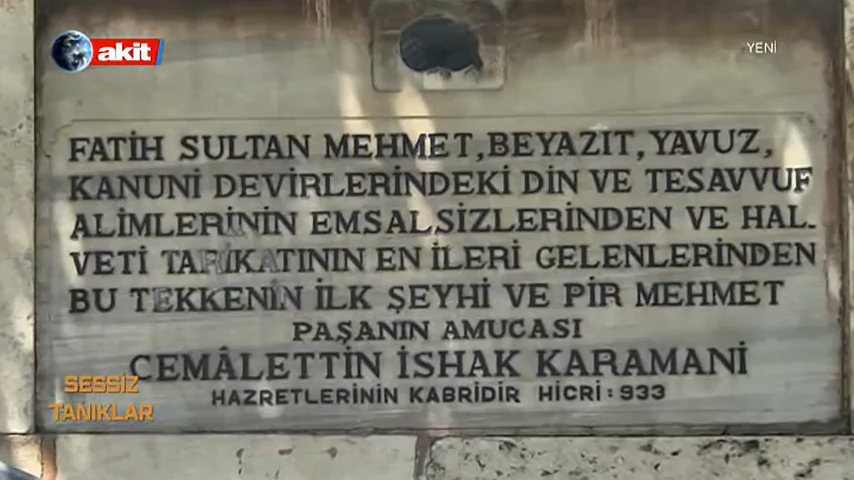 akit
YENİ
FATİH SULTAN MEHMET, BEYAZIT, YAVUZ,
KANUNİ DEVİRLERİNDEKİ DİN VE TESAVVUF
ALİMLERİNİN EMSALSİZLERİNDEN VE HAL-
VETİ TARİKATININ EN İLERİ GELENLERİNDEN
BU TEKKENİN İLK ŞEYHİ VE PİR MEHMET
PAŞANIN AMUCASI
CEMÂLETTİN İSHAK KARAMANİ
HAZRETLERİNİN KABRİDİR HİCRİ : 933
SESSİZ
TANIKLAR